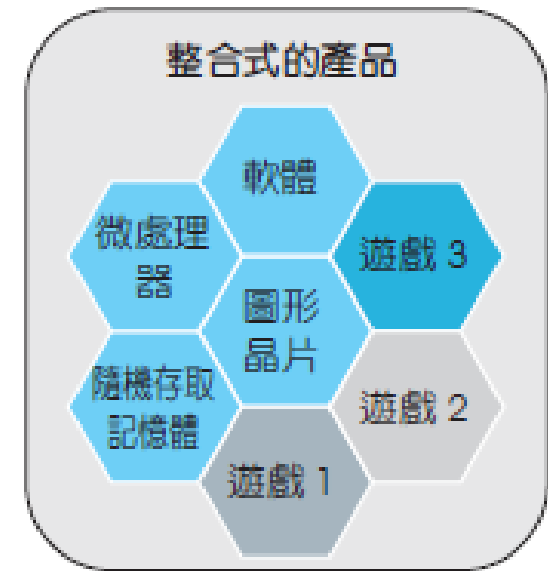 整合式的產品
軟體
微處理
器
遊戲 3
圖形
晶片
隨機存取
記憶體
遊戲 2
遊戲 1